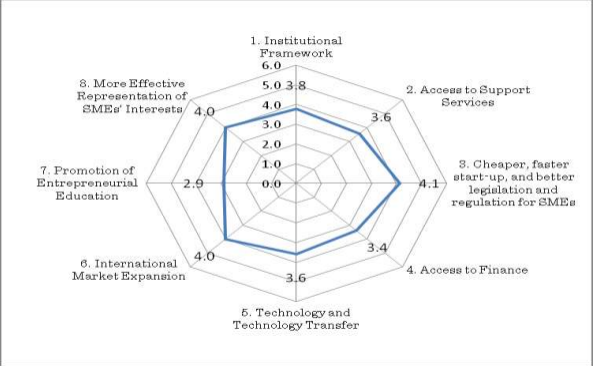 1. Institutional
Framework
6.0
5.0 3.8
4.0
3.0
2.0
1.0
0.0
2. Access to Support
Services
3.6
3. Cheaper, faster
start-up, and better
legislation and
regulation for SMEs
4.1
3.4
4. Access to Finance
3.6
5. Technology and
Technology Transfer
4.0
6. International
Market Expansion
7. Promotion of
Entrepreneurial
Education
2.9
8. More Effective
Representation of
SMEs' Interests
4.0